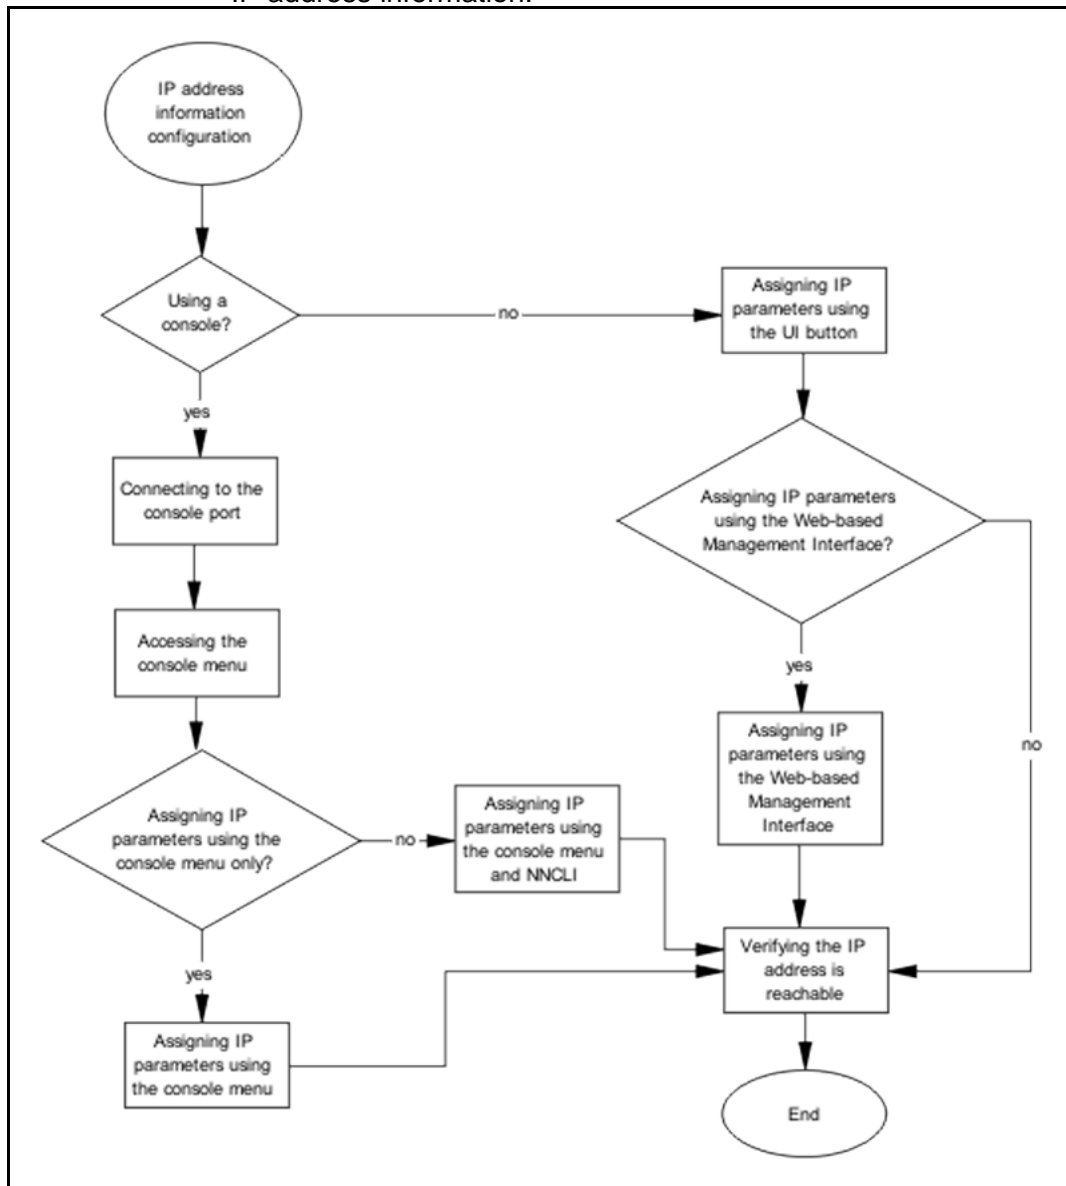 IP address information.
IP address
information
configuration
Using a
console?
no
Assigning IP
parameters using
the UI button
yes
Connecting to the
console port
Assigning IP parameters
using the Web-based
Management Interface?
Accessing the
console menu
yes
Assigning IP
parameters using
the Web-based
Management
Interface
no
Assigning IP
parameters using the
console menu only?
no
Assigning IP
parameters using
the console menu
and NNCLI
yes
Verifying the IP
address is
reachable
Assigning IP
parameters using
the console menu
End